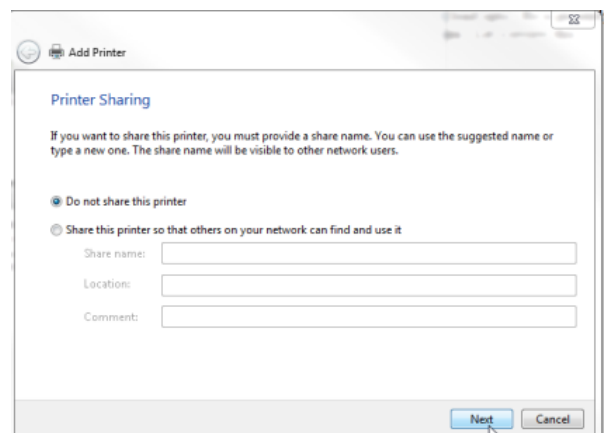 Add Printer
Printer Sharing
If you want to share this printer, you must provide a share name. You can use the suggested name or
type a new one. The share name will be visible to other network users.
Do not share this printer
Share this printer so that others on your network can find and use it
Share name:
Location:
Comment:
Next Cancel